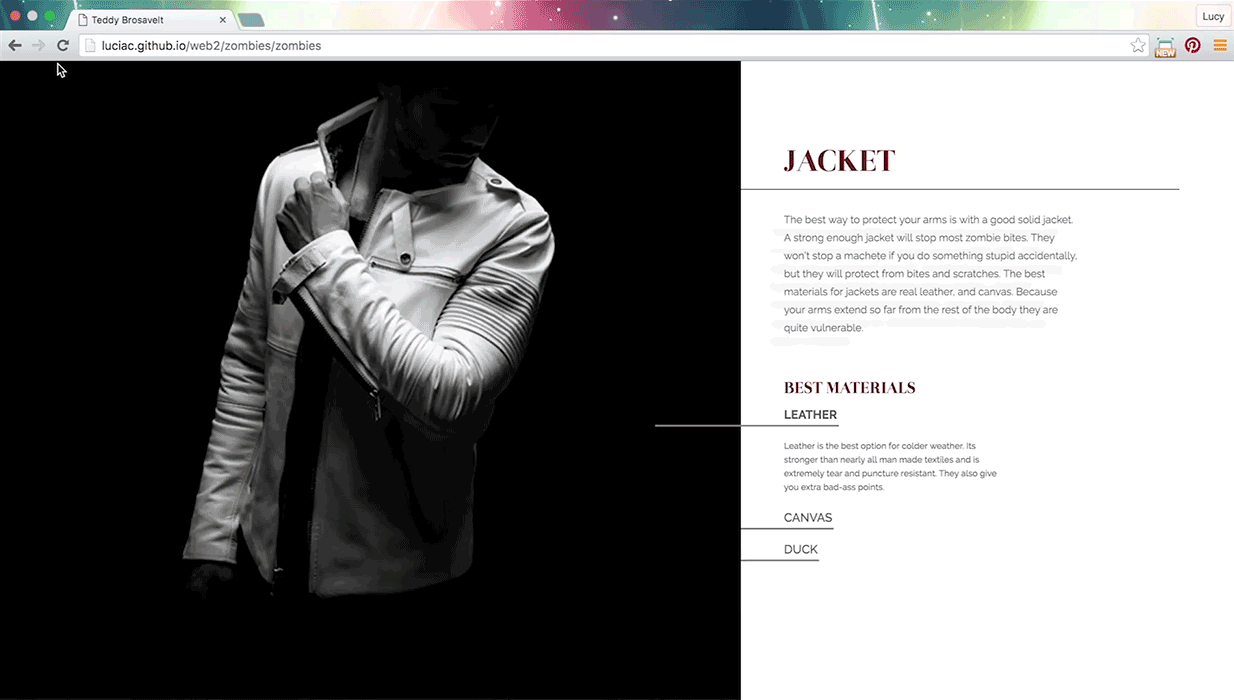 Teddy Brosavelt
Lucy
luciac.github.io/web2/zombies/zombies
NEW
JACKET
The best way to protect your arms is with a good solid jacket.
A strong enough jacket will stop most zombie bites. They
won't stop a machete if you do something stupid accidentally,
but they will protect from bites and scratches. The best
materials for jackets are real leather, and canvas. Because
your arms extend so far from the rest of the body they are
quite vulnerable.
BEST MATERIALS
LEATHER
Leather is the best option for colder weather. Its
stronger than nearly all man made textiles and is
extremely tear and puncture resistant. They also give
you extra bad-ass points.
CANVAS
DUCK